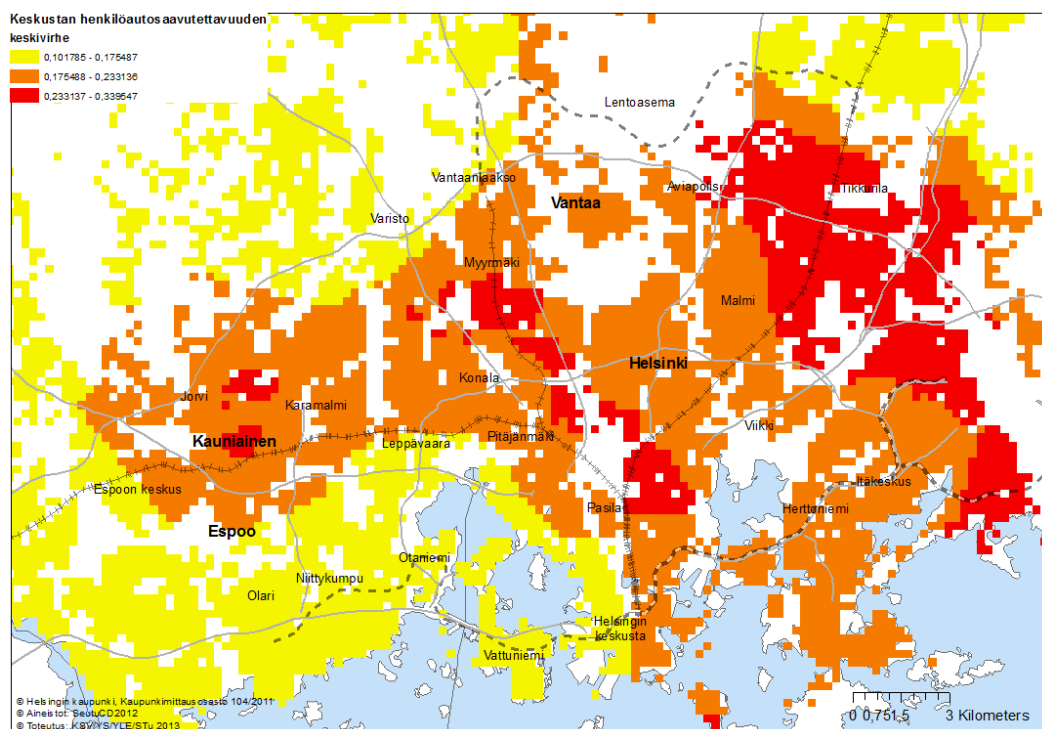 Keskustan henkilöautosaavutettavuuden
keskivirhe
0,101785 - 0,175487
0,175488 - 0,233136
0,233137 - 0,339547
Lentoasema
Vantaanlaakso
Aviapolis
Tikkurila
Vantaa
Varisto
Myyrmäki
Malmi
Helsinki
Konala
Jorvi
Karamalmi
Kauniainen
Leppävaara
Pitäjänmäki
Viikki
Espoon keskus
Itäkeskus
Pasila
Herttoniemi
Espoo
Otaniemi
Niittykumpu
Olari
Helsingin
keskusta
Vattuniemi
© Helsingin kaupunki, Kaupunkimittausosasto 104/2011
© Aineistot: SeutuCD2012
© Toteutus: KSV/YS/YLE/STu 2013
0 0,751,5 3 Kilometers